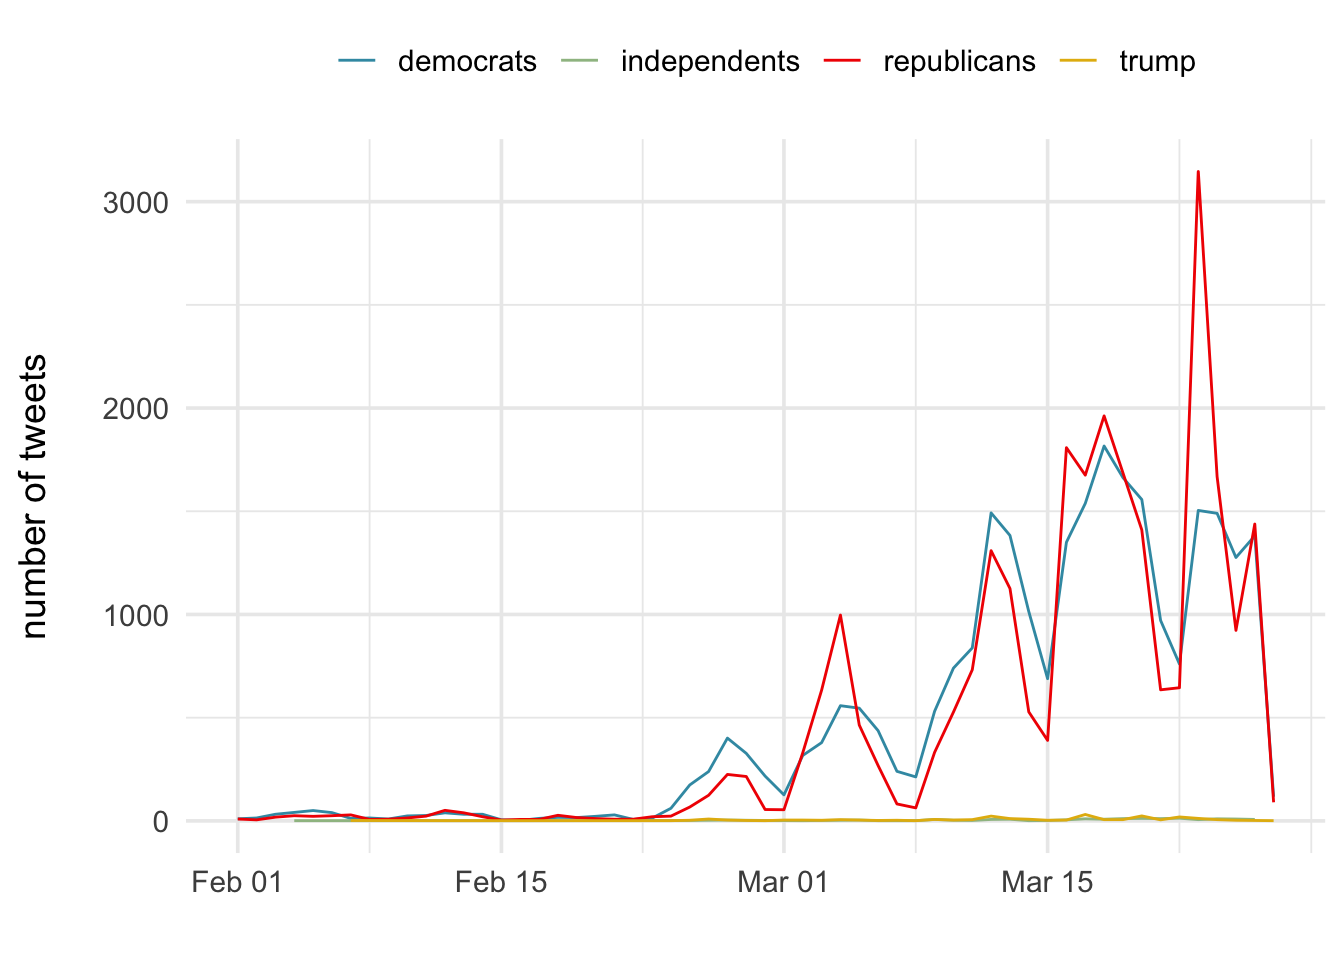 democrats independents republicans trump
3000
2000
1000
0
number of tweets
Feb 01 Feb 15 Mar 01 Mar 15